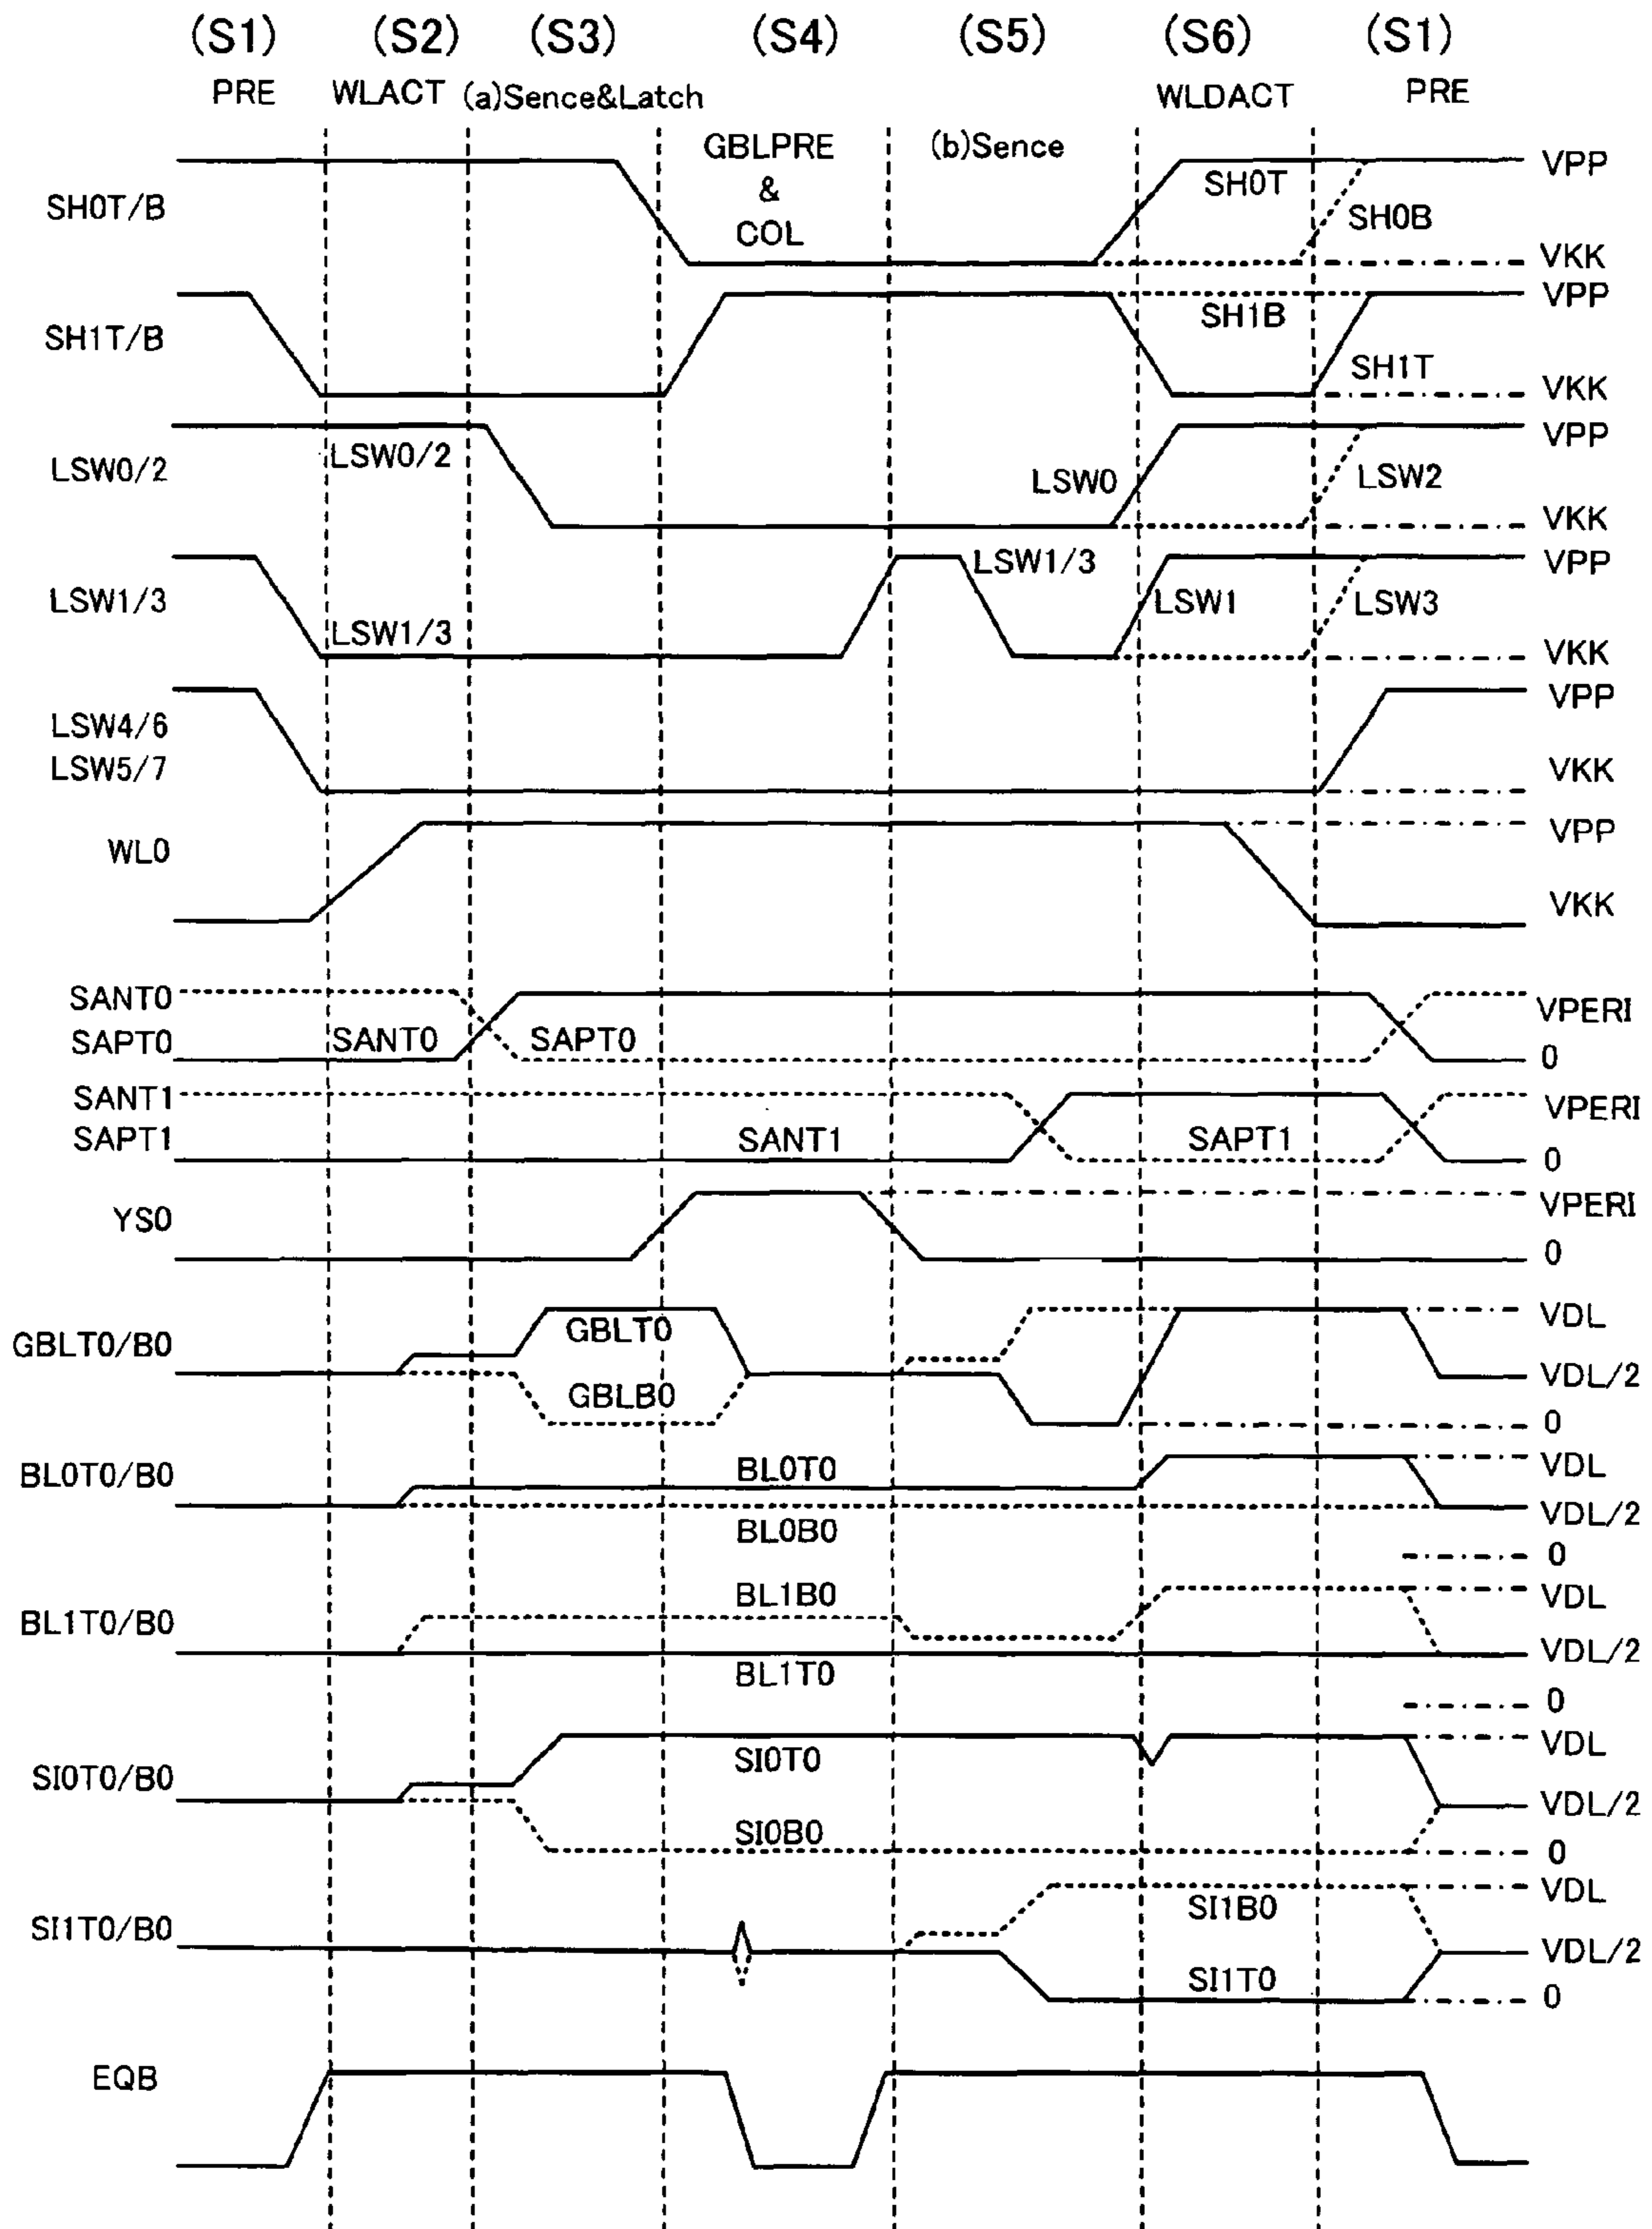 (S1) (S2) (S3) (S4) (S5) (S6) (S1)
PRE WLACT (a)Sence&Latch WLDACT PRE
GBLPRE
&
COL
(b)Sence
SH0T/B SH0T SH0B VPP VKK
SH1T/B SH1B SH1T VPP VKK
LSW0/2 LSW0/2 LSW0 LSW2 VPP VKK
LSW1/3 LSW1/3 LSW1/3 LSW1 LSW3 VPP VKK
LSW4/6 VPP
LSW5/7 VKK
WL0 VPP VKK
SANT0 VPERI
SAPT0 SANT0 SAPT0 0
SANT1 VPERI
SAPT1 SANT1 SAPT1 0
YS0 VPERI 0
GBLT0/B0 GBLT0 GBLB0 VDL VDL/2 0
BL0T0/B0 BL0T0 BL0B0 VDL VDL/2 0
BL1T0/B0 BL1B0 BL1T0 VDL VDL/2 0
SI0T0/B0 SI0T0 SI0B0 VDL VDL/2 0
SI1T0/B0 SI1B0 SI1T0 VDL VDL/2 0
EQB